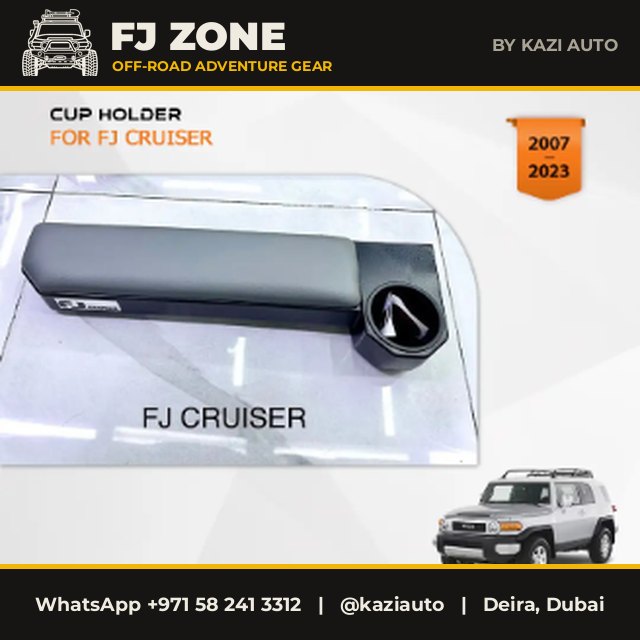 FJ ZONE
OFF-ROAD ADVENTURE GEAR
BY KAZI AUTO
CUP HOLDER
FOR FJ CRUISER
2007
–
2023
FJ CRUISER
WhatsApp +971 58 241 3312 | @kaziauto | Deira, Dubai